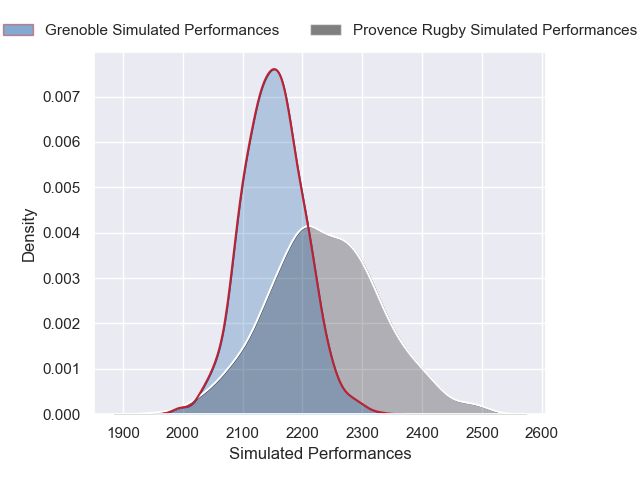 Grenoble Simulated Performances Provence Rugby Simulated Performances
0.007
0.006
0.005
0.004
0.003
0.002
0.001
0.000
Density
1900 2000 2100 2200 2300 2400 2500 2600
Simulated Performances